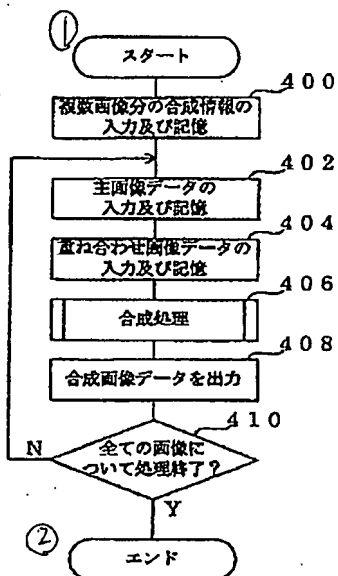 ①
スタート
400
複数画像分の合成情報の
入力及び記憶
402
主画像データの
入力及び記憶
404
重ね合わせ画像データの
入力及び記憶
406
合成処理
408
合成画像データを出力
410
全ての画像に
ついて処理終了?
N
Y
②
エンド